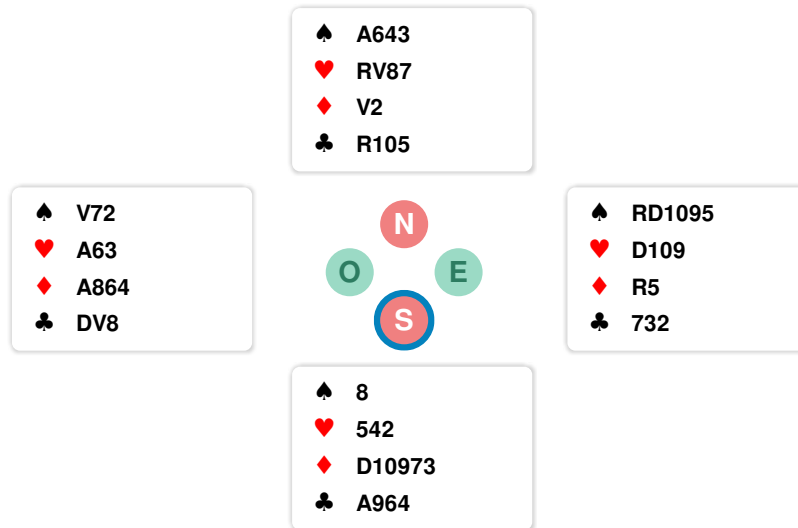 ♠ A643
♥ RV87
♦ V2
♣ R105
♠ V72
♥ A63
♦ A864
♣ DV8
N
O E
S
♠ RD1095
♥ D109
♦ R5
♣ 732
♠ 8
♥ 542
♦ D10973
♣ A964